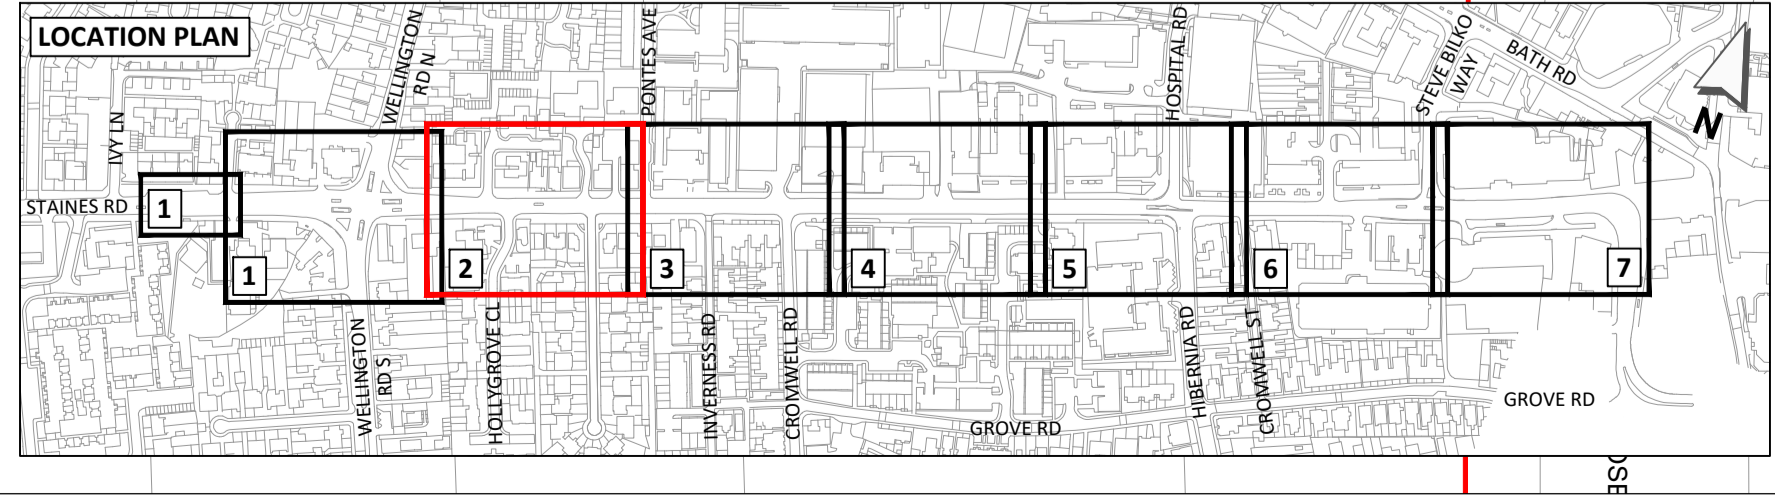 LOCATION PLAN
WELLINGTON
RD N
PONTES AVE
HOSPITAL RD
STEVE BILKO
WAY
BATH RD
N
IVY LN
STAINES RD
1
1
2
3
4
5
6
7
WELLINGTON
RD S
HOLYGROVE CL
INVERNESS RD
CROMWELL RD
GROVE RD
HIBERNIA RD
CROMWELL ST
GROVE RD